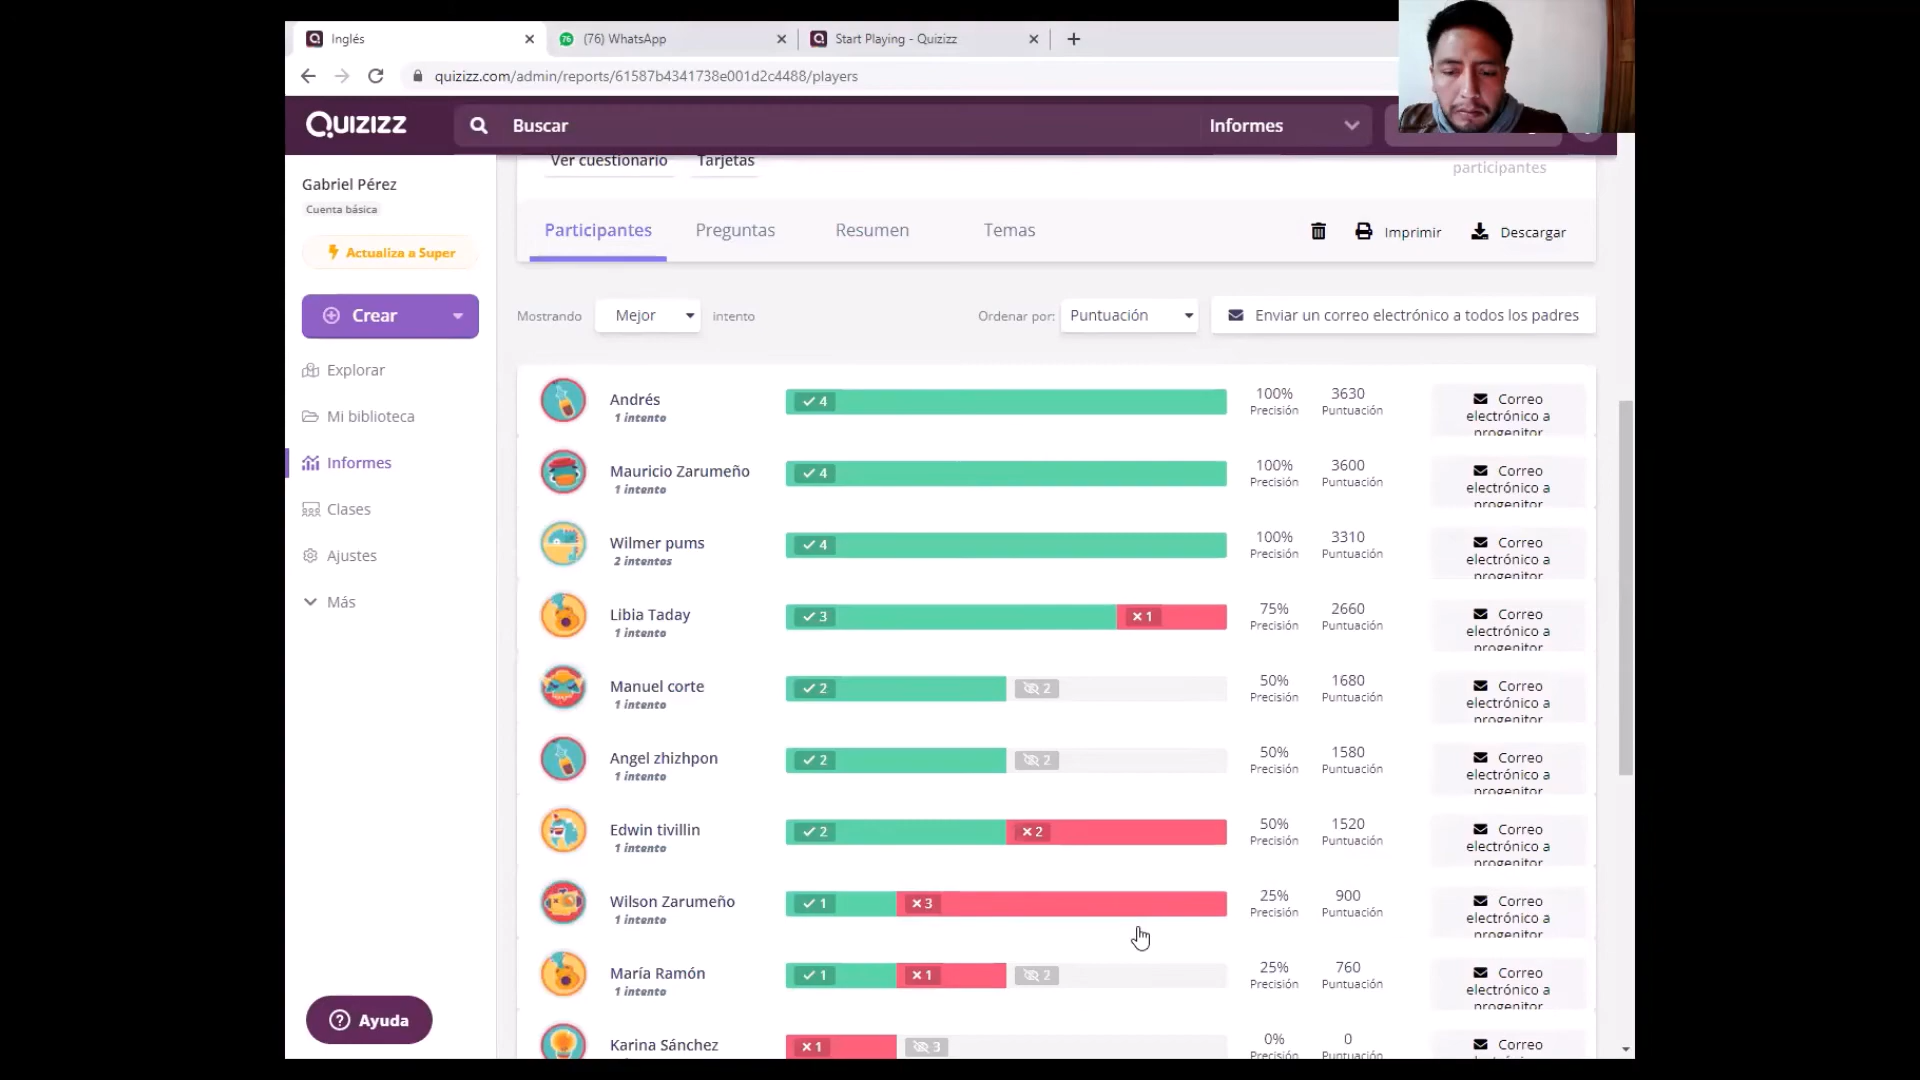 Inglés
(76) WhatsApp
Start Playing - Quizizz
quizizz.com/admin/reports/61587b4341738e001d2c4488/players
QUIZIZZ
Buscar
Informes
Ver cuestionario
Tarjetas
participantes
Gabriel Pérez
Cuenta básica
Actualiza a Super
Crear
Explorar
Mi biblioteca
Informes
Clases
Ajustes
Más
Ayuda
Participantes
Preguntas
Resumen
Temas
Imprimir
Descargar
Mostrando
Mejor
intento
Ordenar por:
Puntuación
Enviar un correo electrónico a todos los padres
Andrés
1 intento
4
100%
Precisión
3630
Puntuación
Correo
electrónico a
progenitor
Mauricio Zarumeño
1 intento
4
100%
Precisión
3600
Puntuación
Correo
electrónico a
progenitor
Wilmer pums
2 intentos
4
100%
Precisión
3310
Puntuación
Correo
electrónico a
progenitor
Libia Taday
1 intento
3
1
75%
Precisión
2660
Puntuación
Correo
electrónico a
progenitor
Manuel corte
1 intento
2
2
50%
Precisión
1680
Puntuación
Correo
electrónico a
progenitor
Angel zhizhpon
1 intento
2
2
50%
Precisión
1580
Puntuación
Correo
electrónico a
progenitor
Edwin tivillin
1 intento
2
2
50%
Precisión
1520
Puntuación
Correo
electrónico a
progenitor
Wilson Zarumeño
1 intento
1
3
25%
Precisión
900
Puntuación
Correo
electrónico a
progenitor
María Ramón
1 intento
1
1
2
25%
Precisión
760
Puntuación
Correo
electrónico a
progenitor
Karina Sánchez
1
3
0%
Precisión
0
Puntuación
Correo